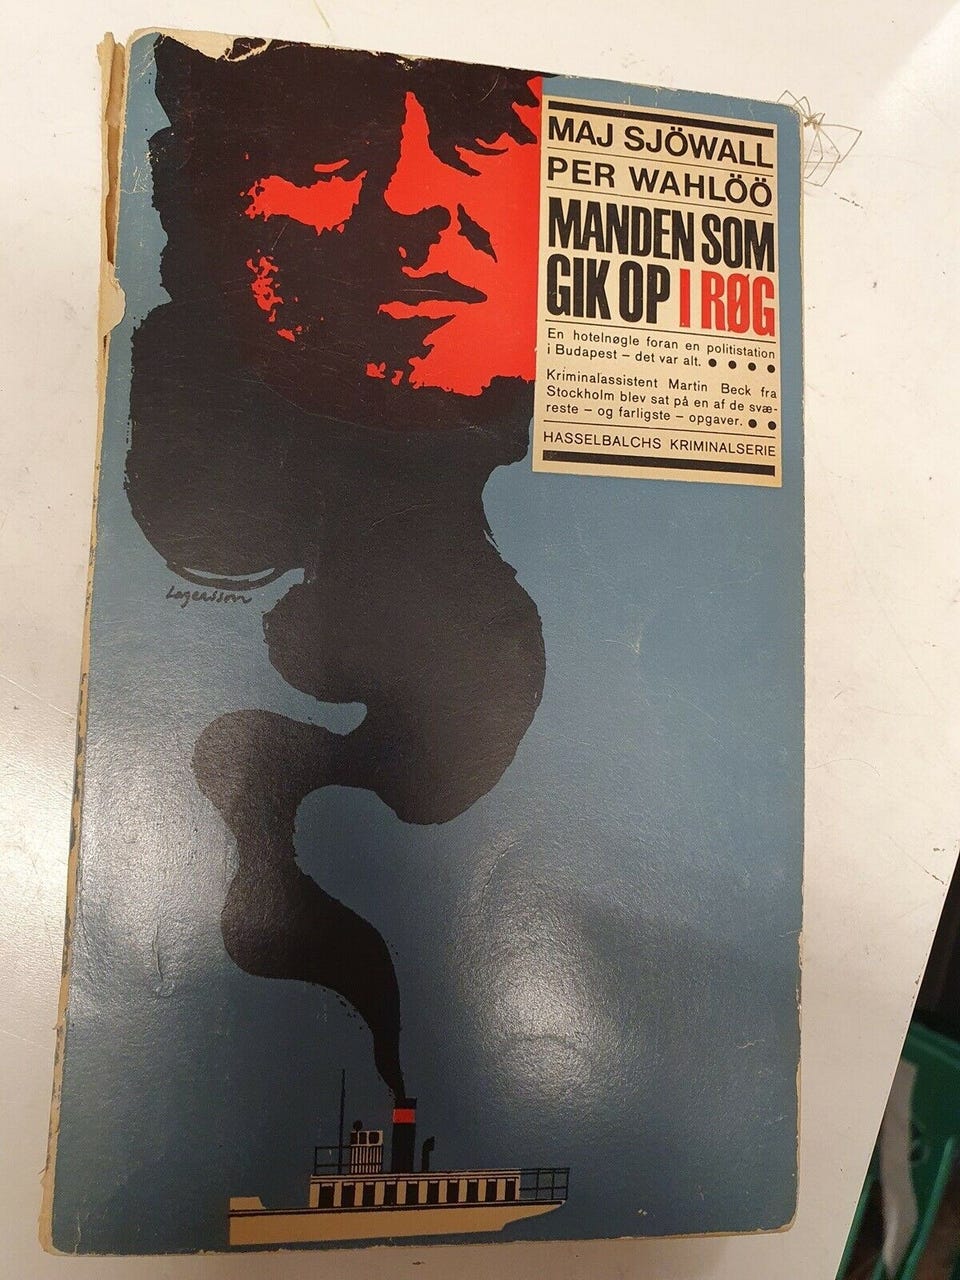 MAJ SJÖWALL
PER WAHLÖÖ
MANDEN SOM
GIK OP I RØG
En hotelnøgle foran en politistation
i Budapest – det var alt. ● ● ● ●
Kriminalassistent Martin Beck fra
Stockholm blev sat på en af de svæ-
reste – og farligste – opgaver. ● ●
HASSELBALCHS KRIMINALSERIE
Lagersson